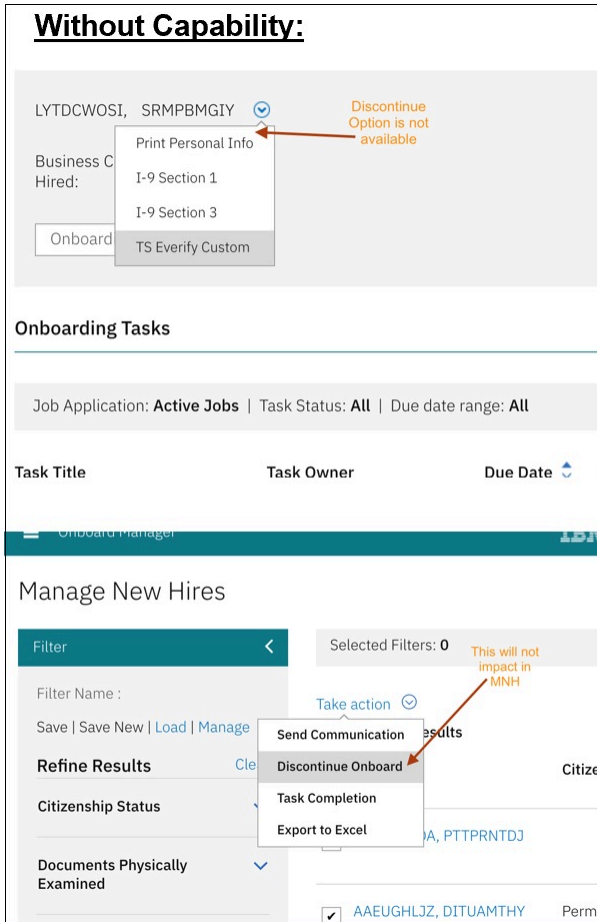 Without Capability:
LYTDCWOSI, SRMPBMGIY
Discontinue
Option is not
available
Print Personal Info
Business C
Hired:
I-9 Section 1
I-9 Section 3
Onboard
TS Everify Custom
Onboarding Tasks
Job Application: Active Jobs | Task Status: All | Due date range: All
Task Title Task Owner Due Date
Onboard Manager IBM
Manage New Hires
Filter
Selected Filters: 0
This will not
impact in
MNH
Filter Name :
Take action
Save | Save New | Load | Manage
Send Communication
esults
Refine Results Cle
Discontinue Onboard
Citize
Citizenship Status
Task Completion
Export to Excel
DA, PTTPRNTDJ
Documents Physically
Examined
AAEUGHLJZ, DITUAMTHY Perm